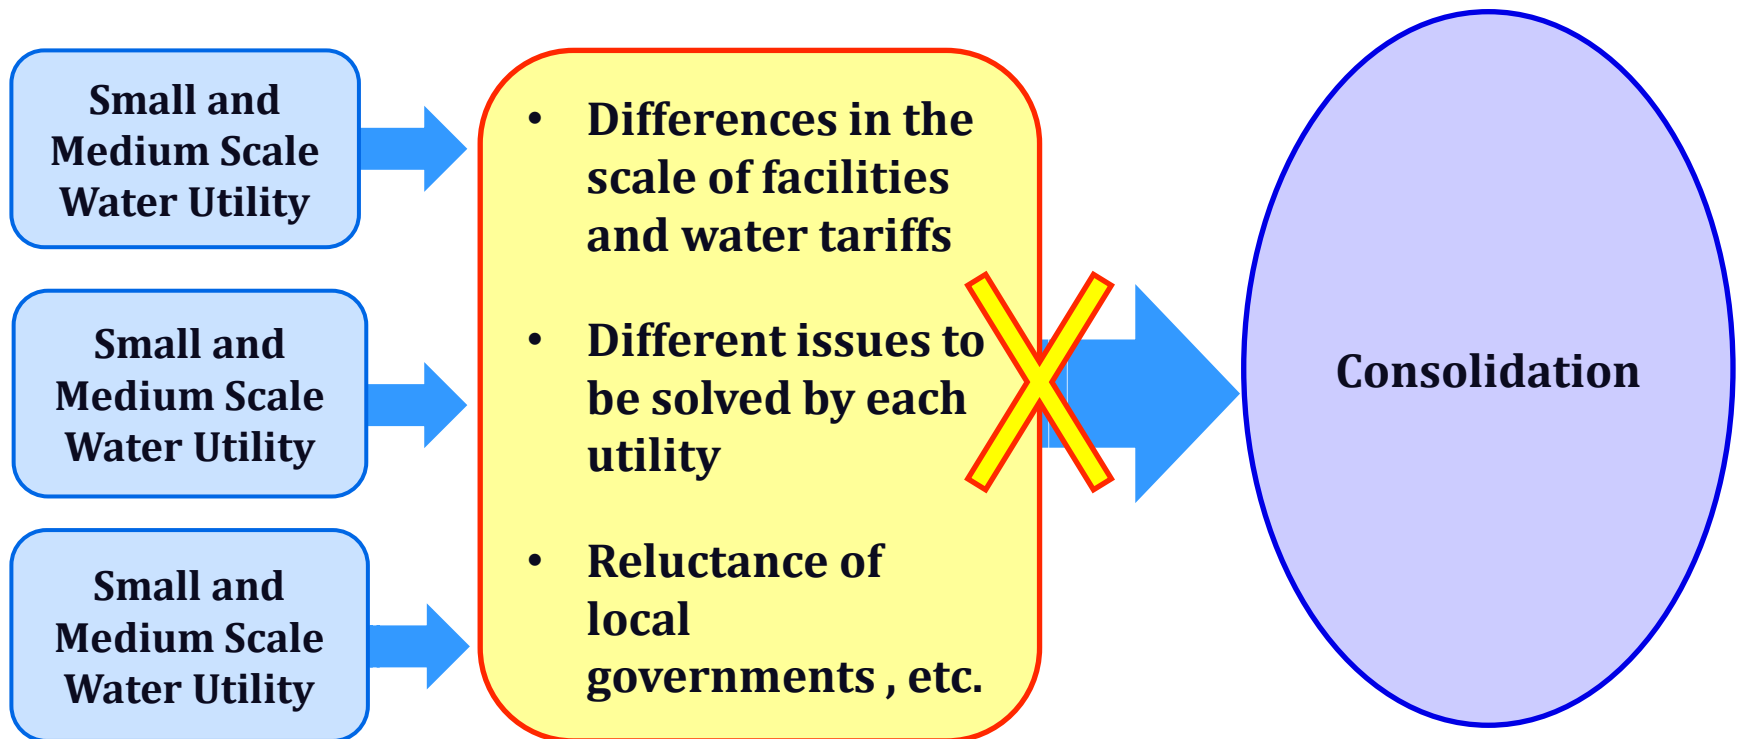 Small and
Medium Scale
Water Utility
Small and
Medium Scale
Water Utility
Small and
Medium Scale
Water Utility
• Differences in the
scale of facilities
and water tariffs
• Different issues to
be solved by each
utility
• Reluctance of
local
governments , etc.
Consolidation